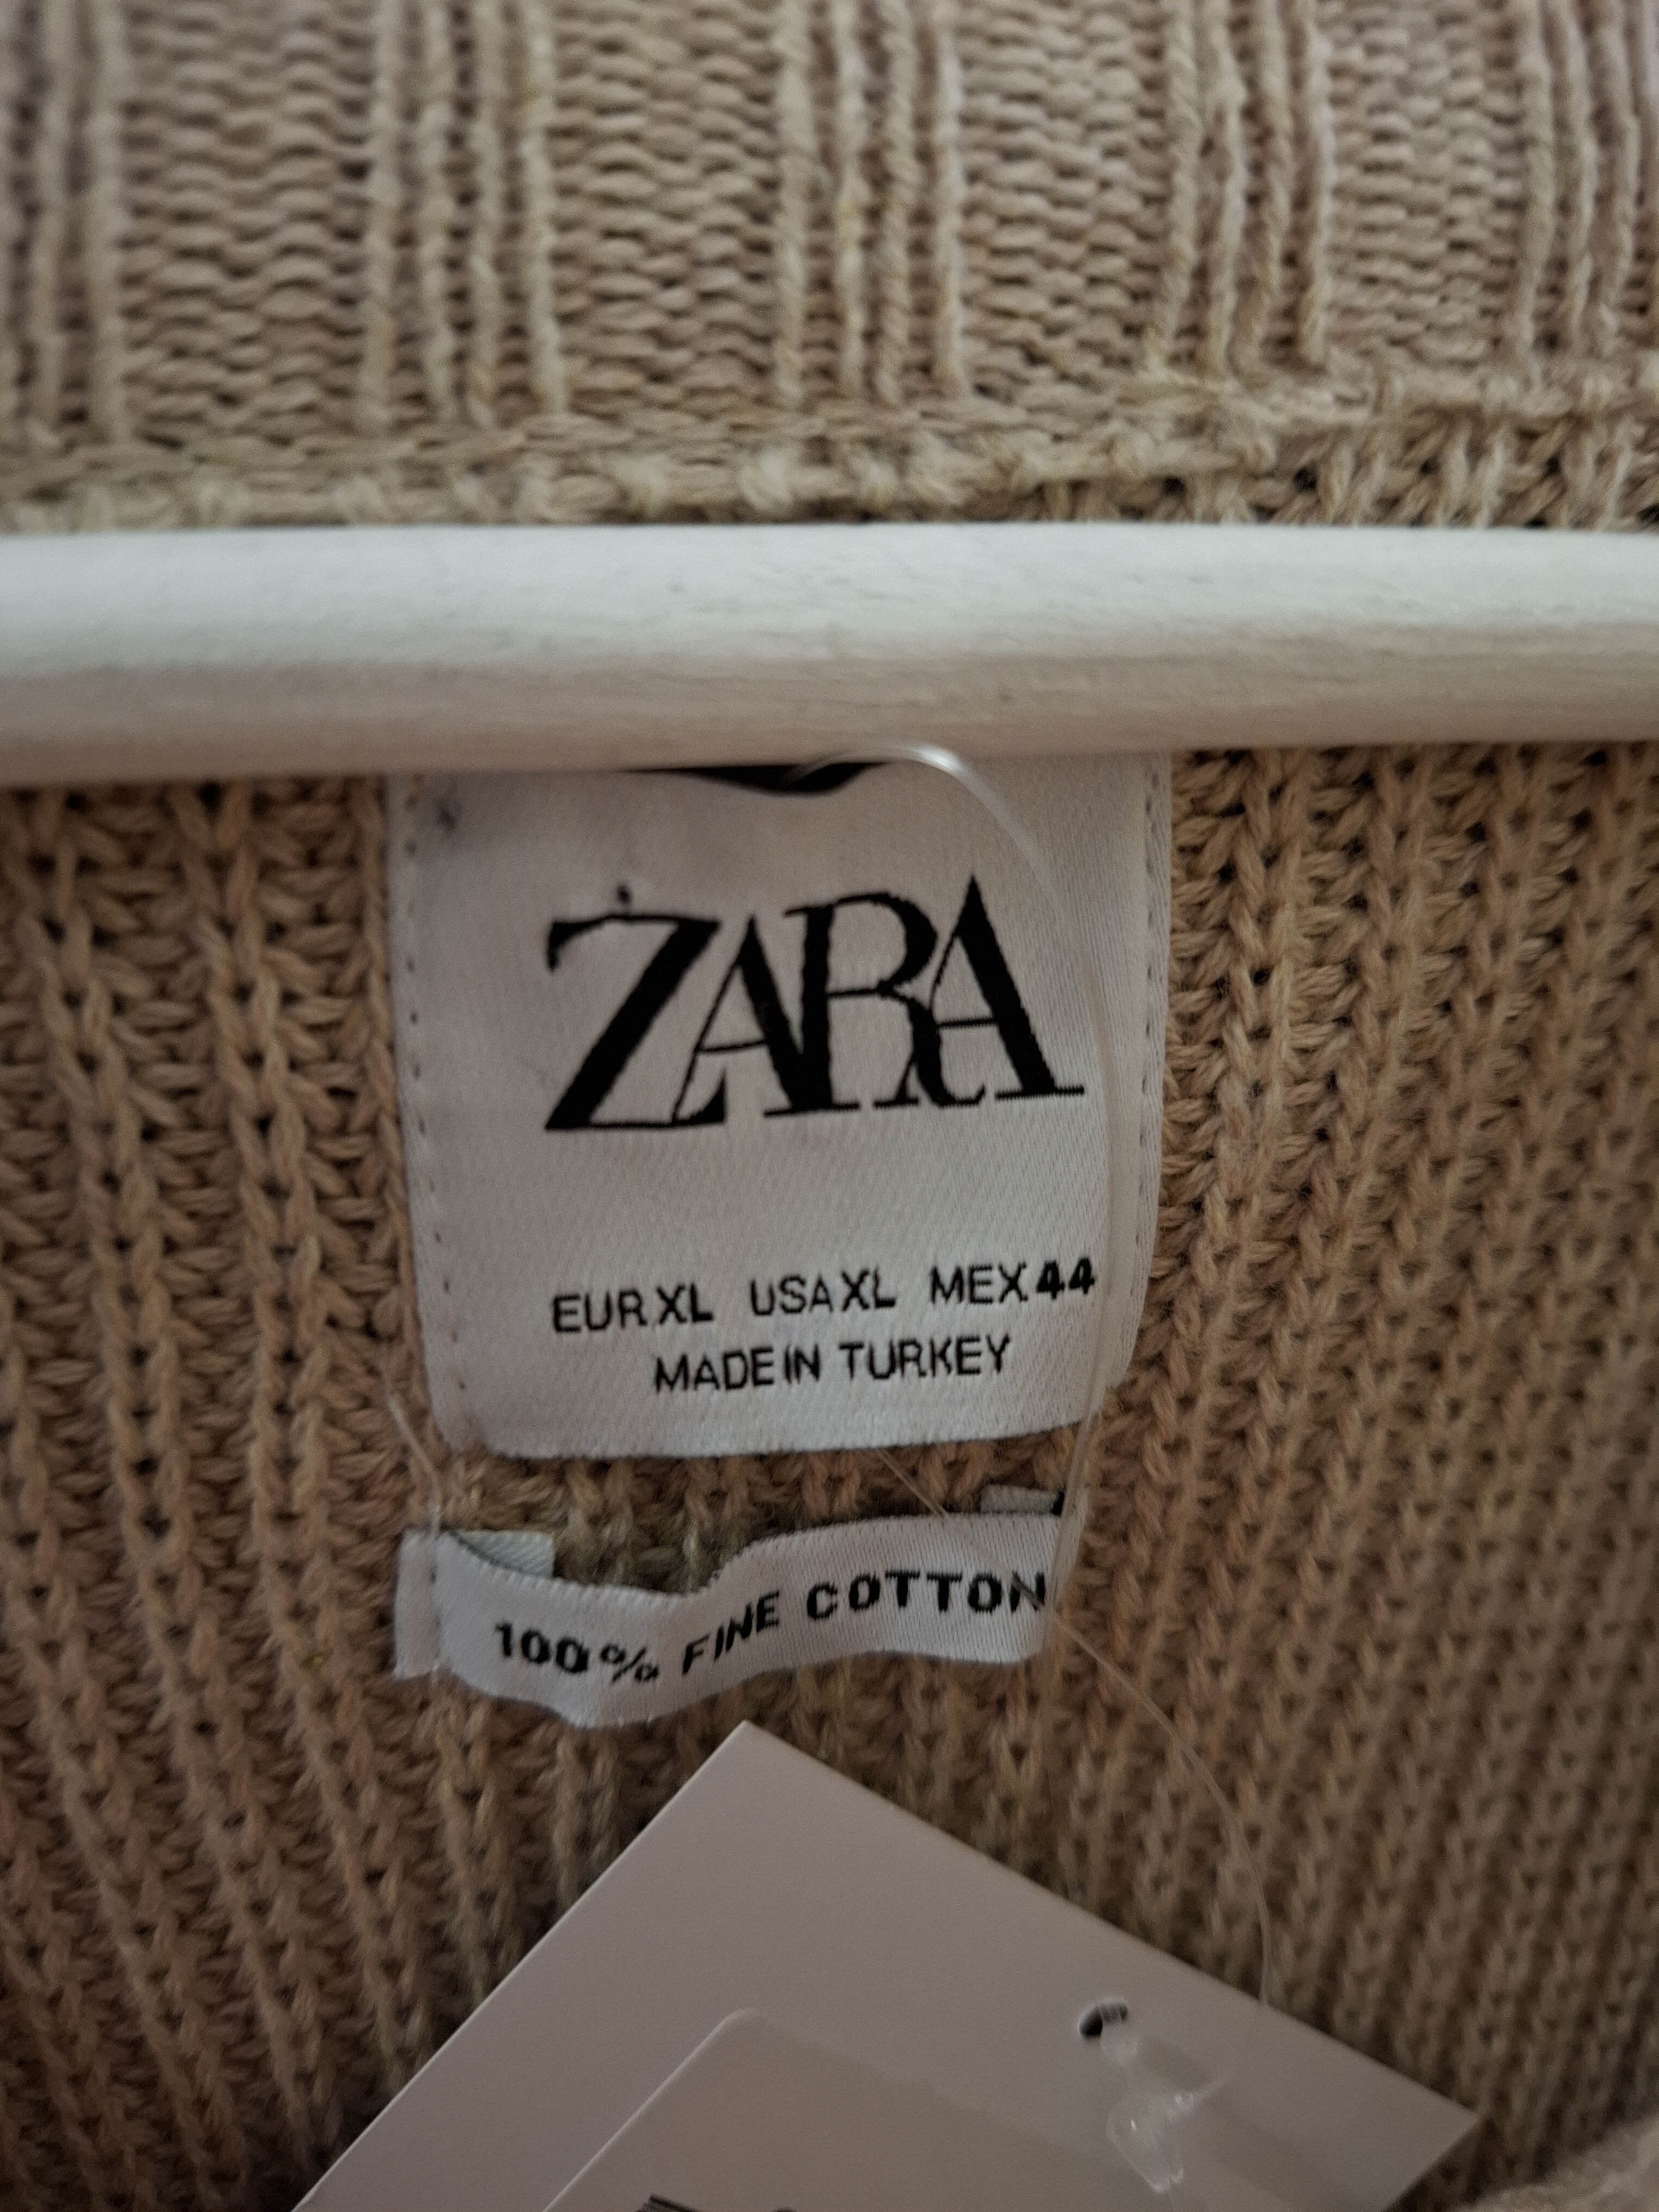 ZARA
EUR XL USA XL MEX 44
MADE IN TURKEY
100% FINE COTTON